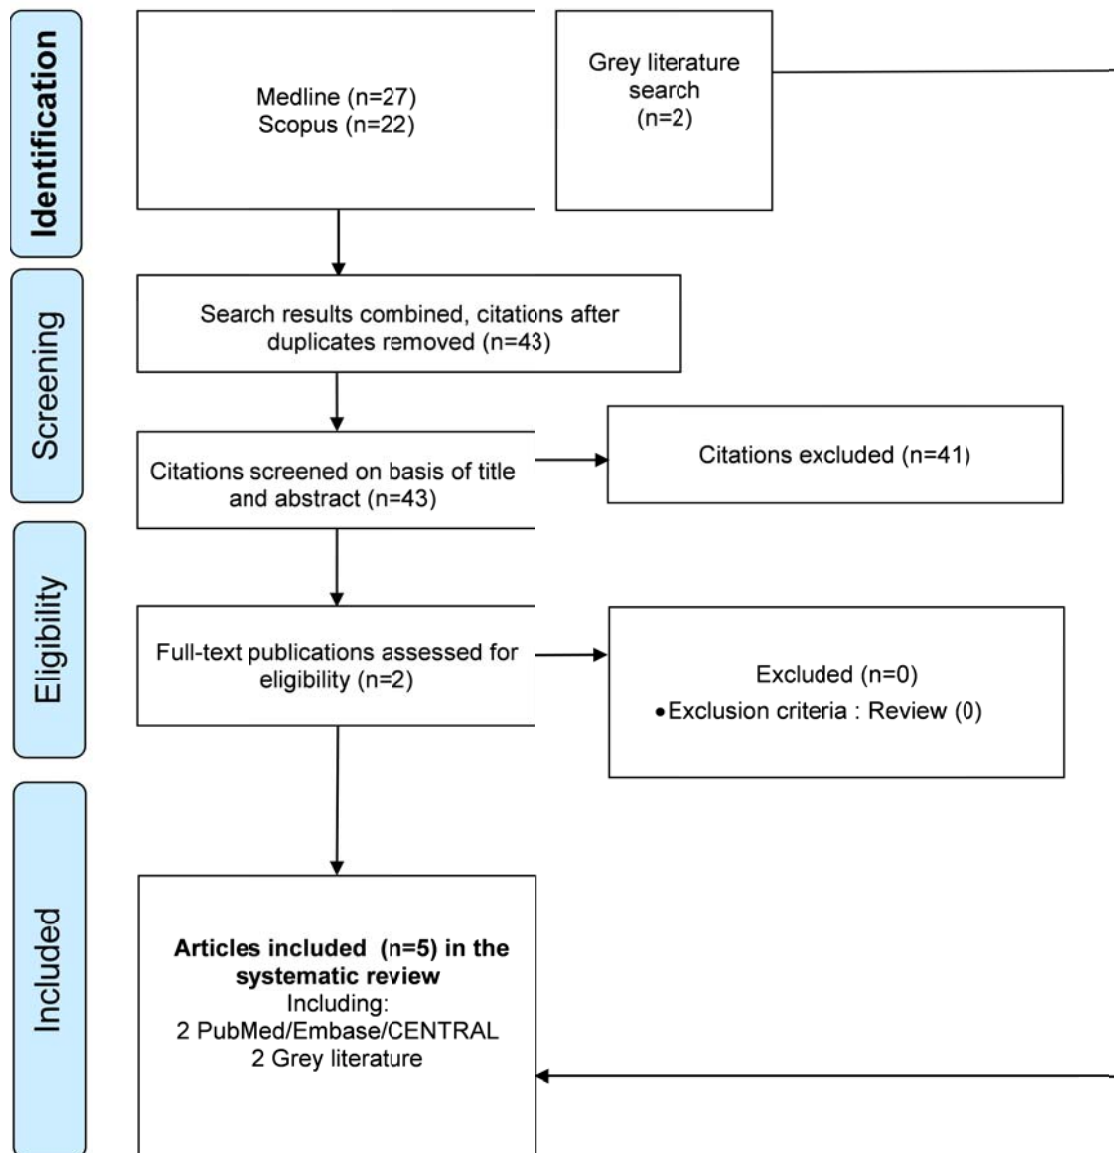 Identification
Medline (n=27)
Scopus (n=22)
Grey literature
search
(n=2)
Screening
Search results combined, citations after
duplicates removed (n=43)
Citations screened on basis of title
and abstract (n=43)
Citations excluded (n=41)
Eligibility
Full-text publications assessed for
eligibility (n=2)
Excluded (n=0)
•Exclusion criteria : Review (0)
Included
Articles included (n=5) in the
systematic review
Including:
2 PubMed/Embase/CENTRAL
2 Grey literature